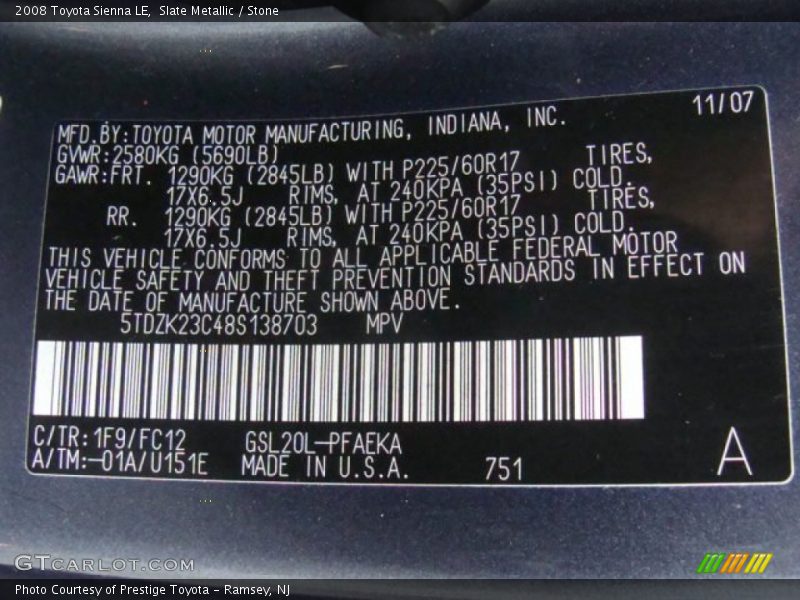 2008 Toyota Sienna LE,  Slate Metallic / Stone
11/07
MFD.BY:TOYOTA MOTOR MANUFACTURING, INDIANA, INC.
GVWR:2580KG (5690LB)
GAWR:FRT. 1290KG (2845LB) WITH P225/60R17 TIRES,
17X6.5J RIMS, AT 240KPA (35PSI) COLD.
RR. 1290KG (2845LB) WITH P225/60R17 TIRES,
17X6.5J RIMS, AT 240KPA (35PSI) COLD.
THIS VEHICLE CONFORMS TO ALL APPLICABLE FEDERAL MOTOR
VEHICLE SAFETY AND THEFT PREVENTION STANDARDS IN EFFECT ON
THE DATE OF MANUFACTURE SHOWN ABOVE.
5TDZK23C48S138703 MPV
C/TR:1F9/FC12 GSL20L-PFAEKA
A/TM:-01A/U151E MADE IN U.S.A. 751 A
GTCARLOT.COM
Photo Courtesy of Prestige Toyota - Ramsey, NJ